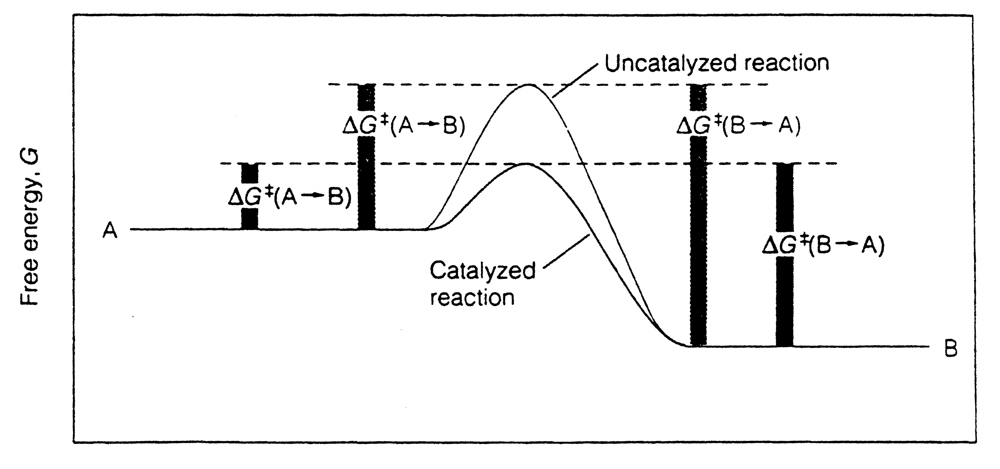 Uncatalyzed reaction
ΔG‡(A→B)
ΔG‡(B→A)
ΔG‡(A→B)
A
ΔG‡(B→A)
Catalyzed
reaction
B
Free energy, G